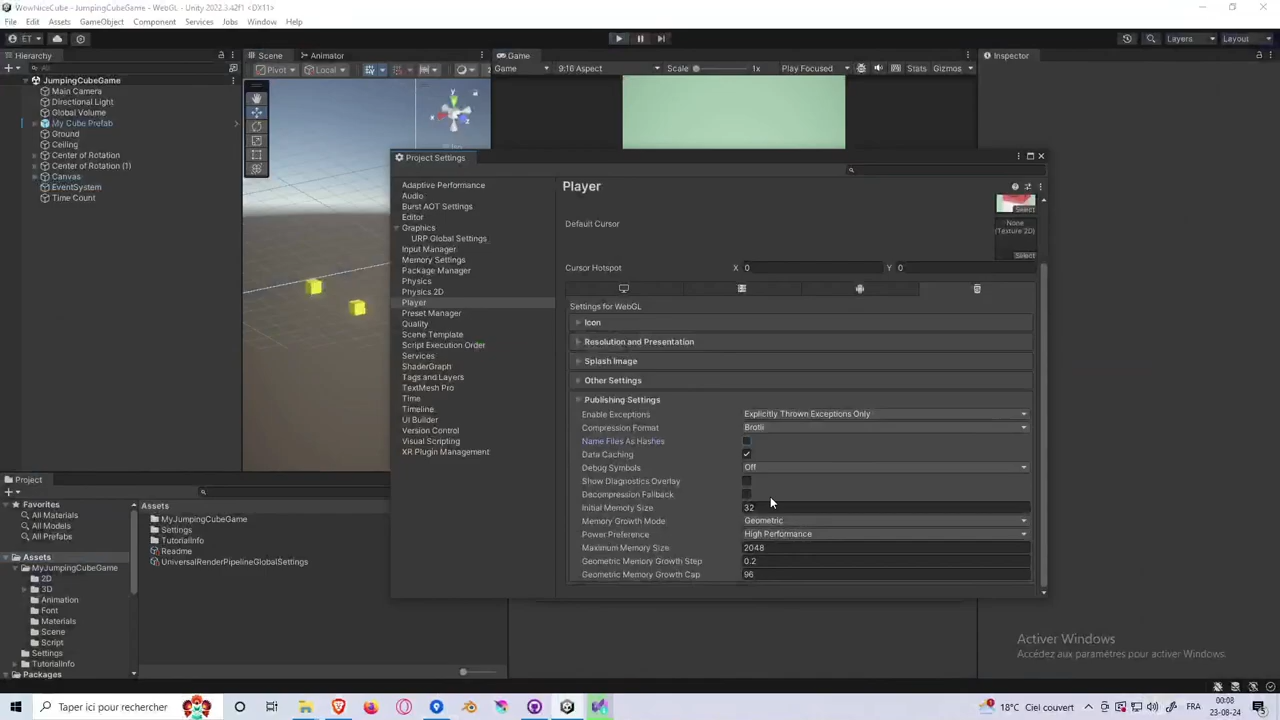 WowNiceCube - JumpingCubeGame - WebGL - Unity 2022.3.42f1 <DX11>
File Edit Assets GameObject Component Services Jobs Window Help
ET
Layers Layout
Hierarchy
Scene Animator
Game
Inspector
All
Pivot Local
Game 9:16 Aspect Scale 1x Play Focused Stats Gizmos
JumpingCubeGame
Main Camera
Directional Light
Global Volume
My Cube Prefab
Ground
Ceiling
Center of Rotation
Center of Rotation (1)
Canvas
EventSystem
Time Count
Project Settings
Adaptive Performance
Audio
Burst AOT Settings
Editor
Graphics
URP Global Settings
Input Manager
Memory Settings
Package Manager
Physics
Physics 2D
Player
Preset Manager
Quality
Scene Template
Script Execution Order
Services
ShaderGraph
Tags and Layers
TextMesh Pro
Time
Timeline
UI Builder
Version Control
Visual Scripting
XR Plugin Management
Player
Select
Default Cursor
None
(Texture 2D)
Select
Cursor Hotspot X 0 Y 0
Settings for WebGL
Icon
Resolution and Presentation
Splash Image
Other Settings
Publishing Settings
Enable Exceptions Explicitly Thrown Exceptions Only
Compression Format Brotli
Name Files As Hashes
Data Caching
Debug Symbols Off
Show Diagnostics Overlay
Decompression Fallback
Initial Memory Size 32
Memory Growth Mode Geometric
Power Preference High Performance
Maximum Memory Size 2048
Geometric Memory Growth Step 0.2
Geometric Memory Growth Cap 96
Project
Favorites
All Materials
All Models
All Prefabs
Assets
MyJumpingCubeGame
2D
3D
Animation
Font
Materials
Scene
Script
Settings
TutorialInfo
Packages
Assets
MyJumpingCubeGame
Settings
TutorialInfo
Readme
UniversalRenderPipelineGlobalSettings
Activer Windows
Accédez aux paramètres pour activer Windows.
Taper ici pour rechercher
18°C Ciel couvert
FRA
00:08
23-08-24